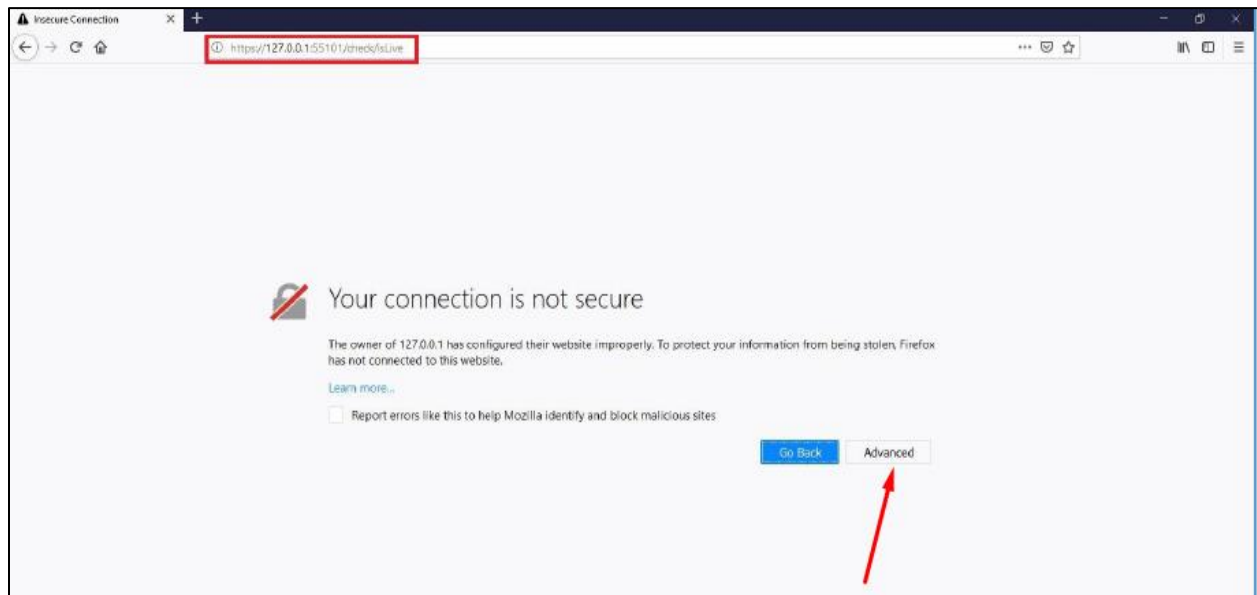 Insecure Connection
https://127.0.0.1:55101/check/isLive
Your connection is not secure
The owner of 127.0.0.1 has configured their website improperly. To protect your information from being stolen, Firefox
has not connected to this website.
Learn more...
Report errors like this to help Mozilla identify and block malicious sites
Go Back Advanced